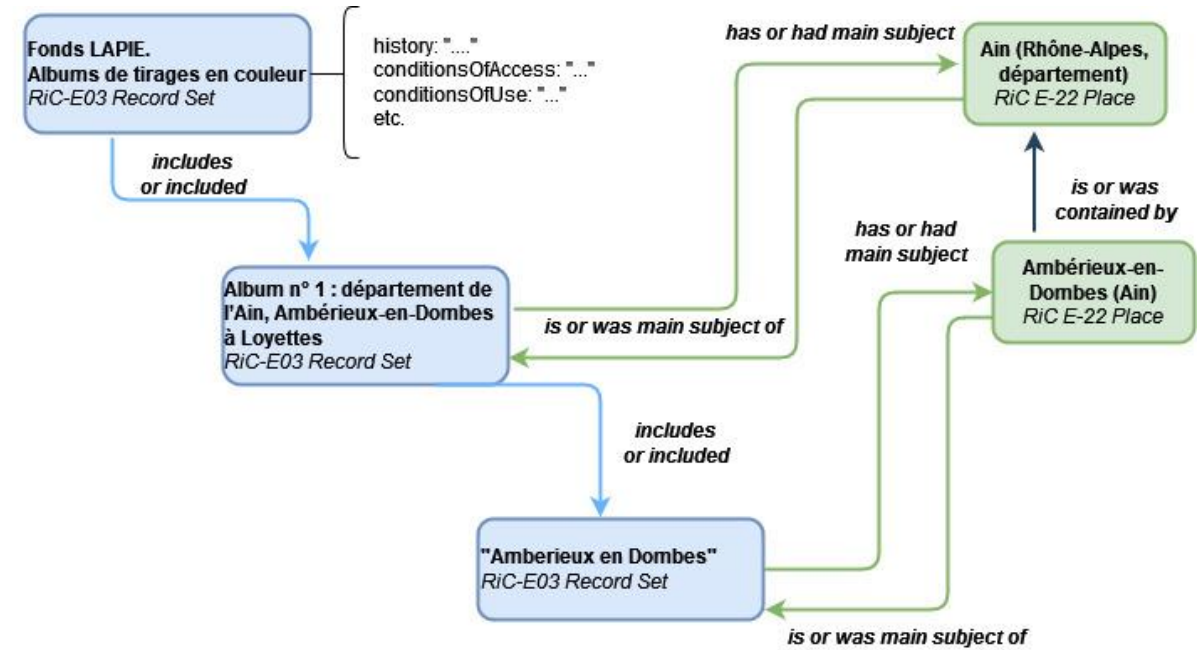 Fonds LAPIE.
Albums de tirages en couleur
RiC-E03 Record Set
history: "...."
conditionsOfAccess: "..."
conditionsOfUse: "..."
etc.
has or had main subject
Ain (Rhône-Alpes,
département)
RiC E-22 Place
includes
or included
is or was
contained by
has or had
main subject
Ambérieux-en-
Dombes (Ain)
RiC E-22 Place
Album n° 1 : département de
l'Ain, Ambérieux-en-Dombes
à Loyettes
RiC-E03 Record Set
is or was main subject of
includes
or included
"Amberieux en Dombes"
RiC-E03 Record Set
is or was main subject of